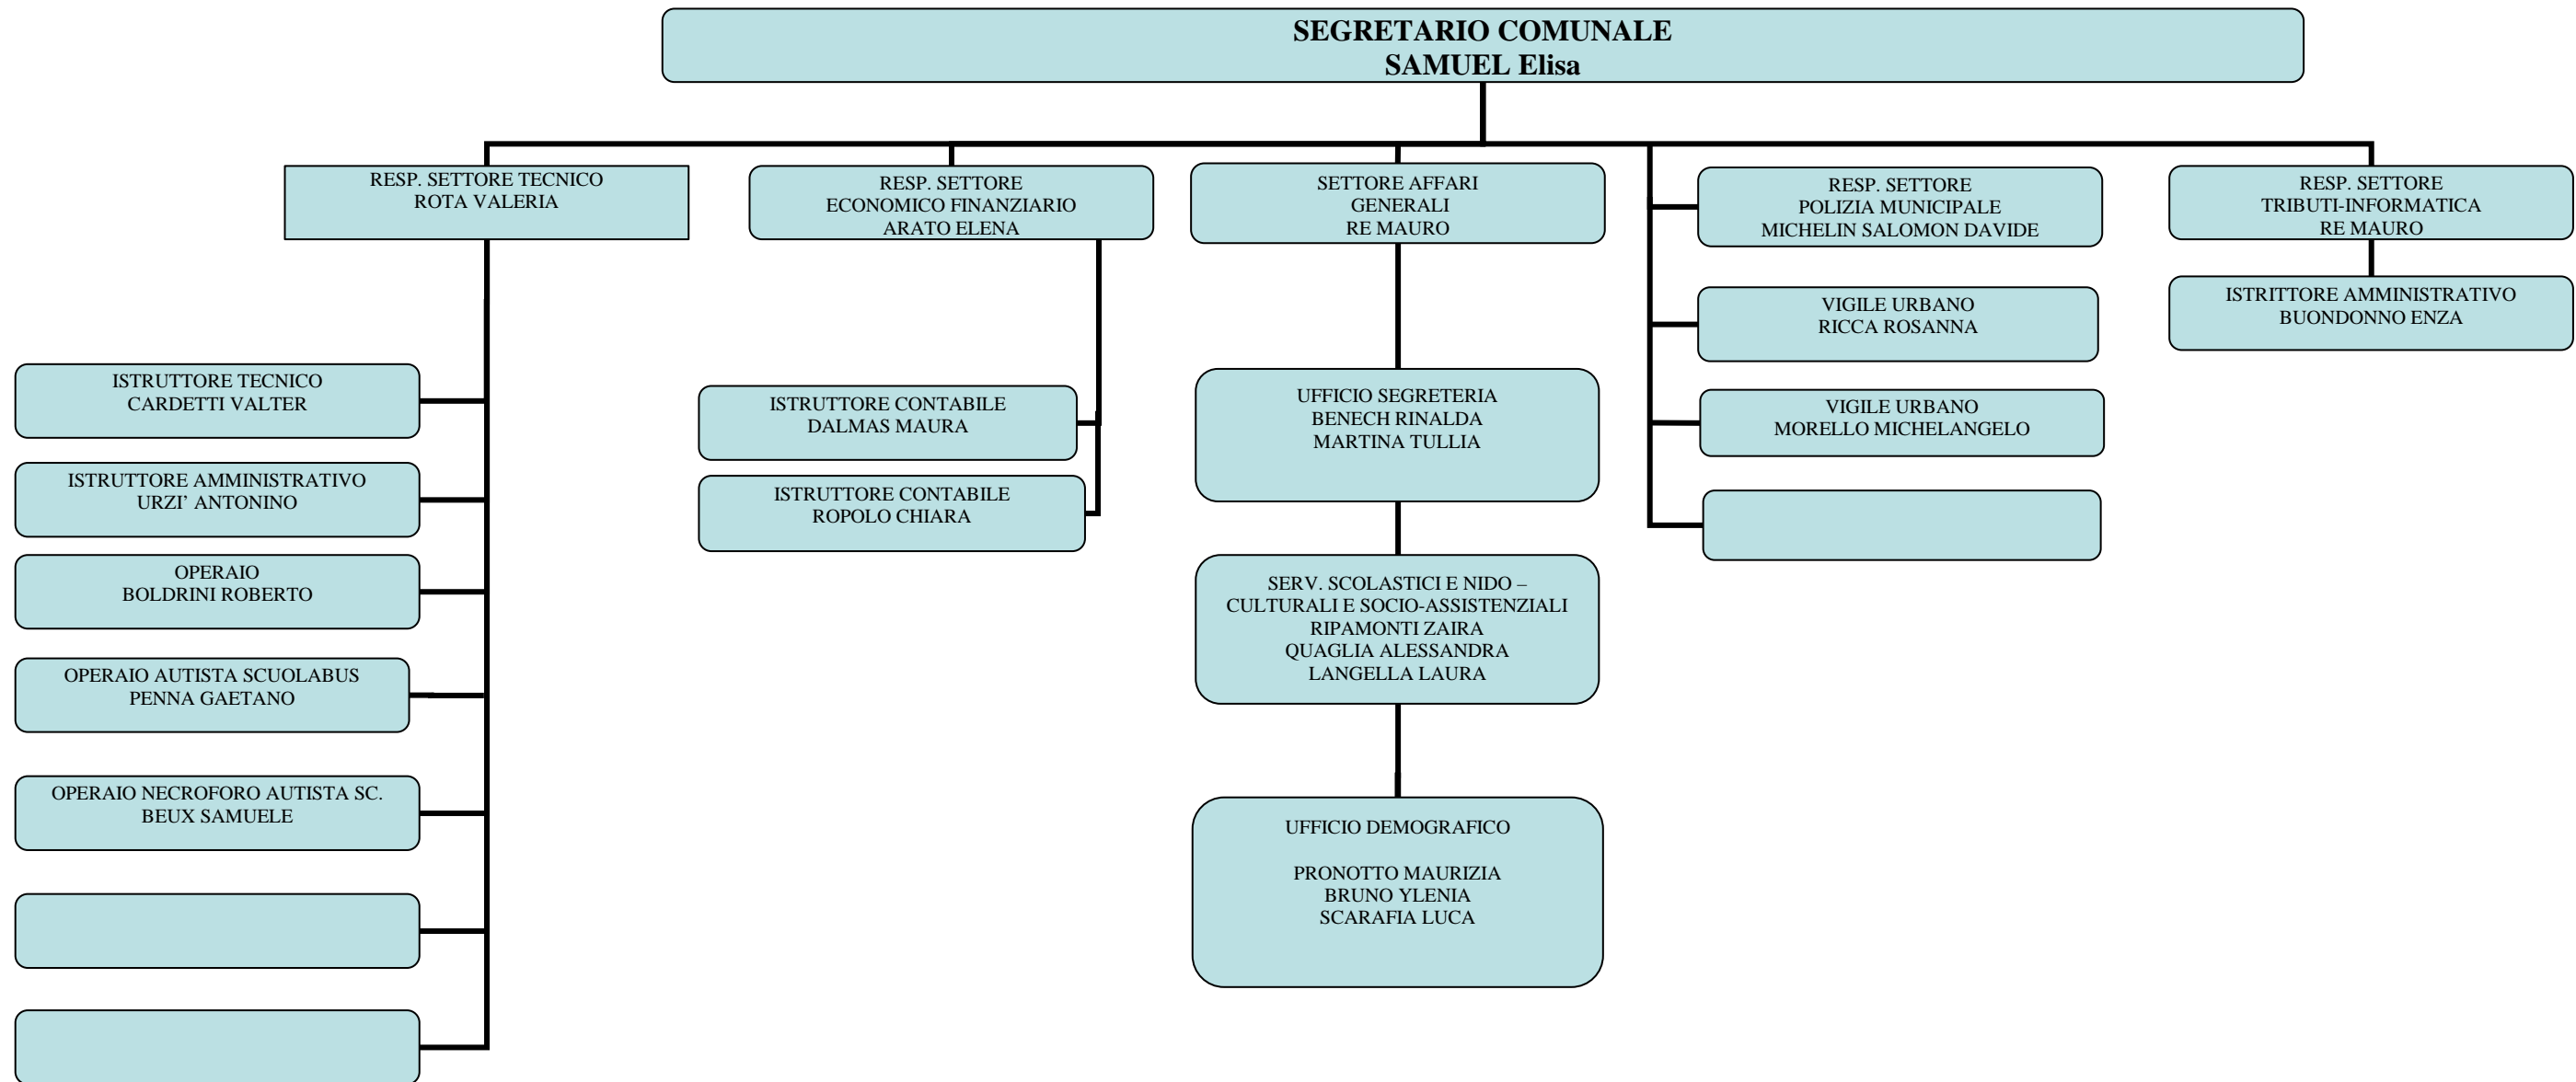 SEGRETARIO COMUNALE
SAMUEL Elisa
RESP. SETTORE TECNICO
ROTA VALERIA
RESP. SETTORE
ECONOMICO FINANZIARIO
ARATO ELENA
SETTORE AFFARI
GENERALI
RE MAURO
RESP. SETTORE
POLIZIA MUNICIPALE
MICHELIN SALOMON DAVIDE
RESP. SETTORE
TRIBUTI-INFORMATICA
RE MAURO
ISTRUTTORE TECNICO
CARDETTI VALTER
ISTRUTTORE AMMINISTRATIVO
URZI’ ANTONINO
OPERAIO
BOLDRINI ROBERTO
OPERAIO AUTISTA SCUOLABUS
PENNA GAETANO
OPERAIO NECROFORO AUTISTA SC.
BEUX SAMUELE
ISTRUTTORE CONTABILE
DALMAS MAURA
ISTRUTTORE CONTABILE
ROPOLO CHIARA
UFFICIO SEGRETERIA
BENECH RINALDA
MARTINA TULLIA
SERV. SCOLASTICI E NIDO –
CULTURALI E SOCIO-ASSISTENZIALI
RIPAMONTI ZAIRA
QUAGLIA ALESSANDRA
LANGELLA LAURA
UFFICIO DEMOGRAFICO
PRONOTTO MAURIZIA
BRUNO YLENIA
SCARAFIA LUCA
VIGILE URBANO
RICCA ROSANNA
VIGILE URBANO
MORELLO MICHELANGELO
ISTRITTORE AMMINISTRATIVO
BUONDONNO ENZA